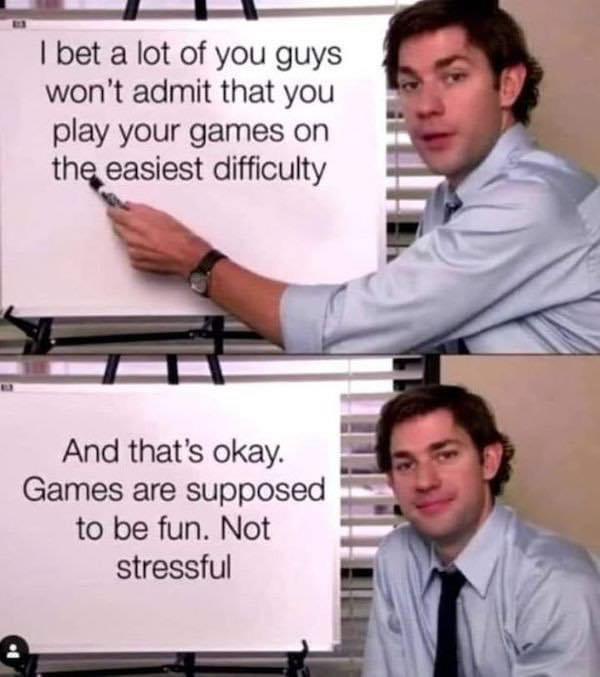 I bet a lot of you guys
won't admit that you
play your games on
the easiest difficulty
And that's okay.
Games are supposed
to be fun. Not
stressful